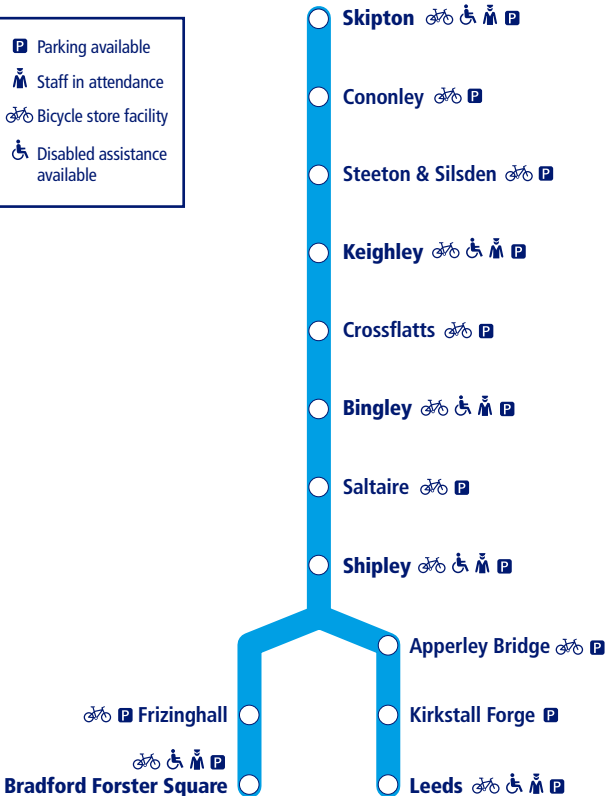 P Parking available
Staff in attendance
Bicycle store facility
Disabled assistance
available
Skipton P
Cononley P
Steeton & Silsden P
Keighley P
Crossflatts P
Bingley P
Saltaire P
Shipley P
Apperley Bridge P
P Frizinghall
Kirkstall Forge P
P
Bradford Forster Square
Leeds P